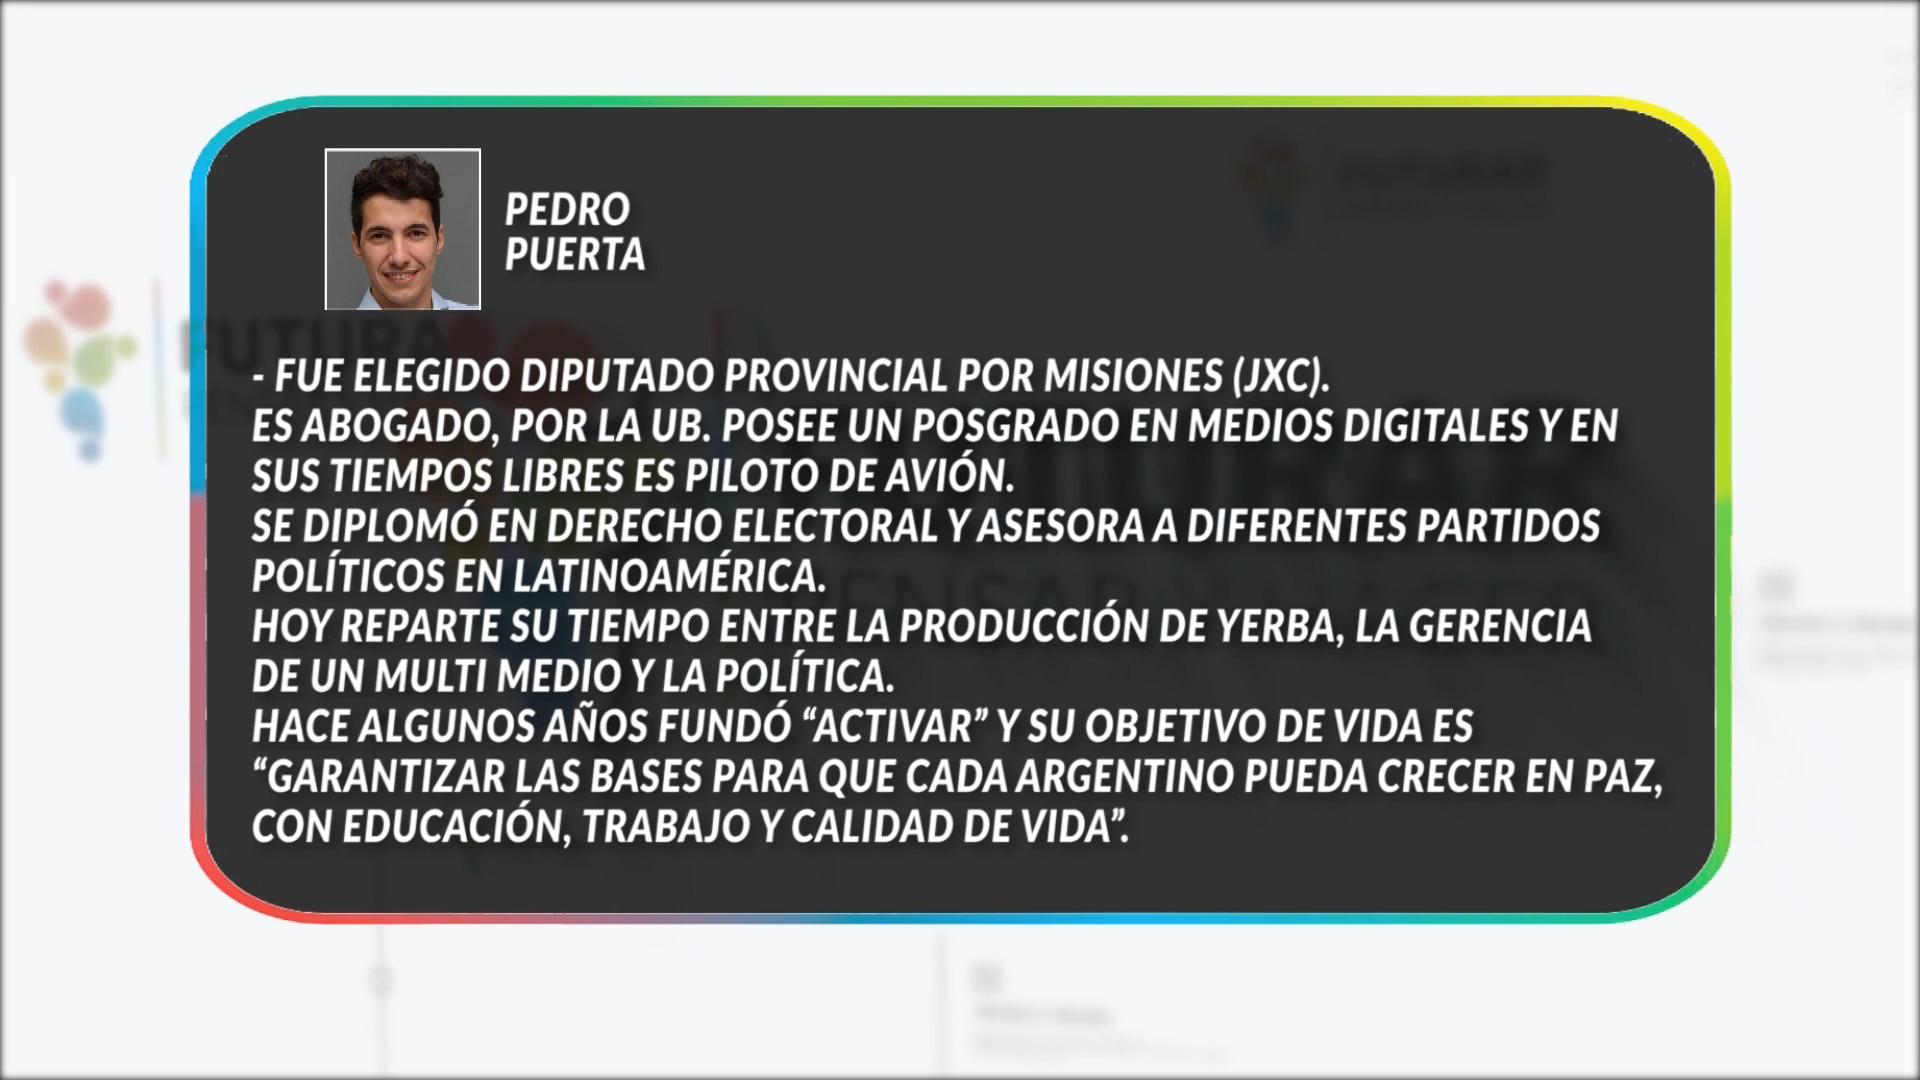 PEDRO
PUERTA
FUTURA
- FUE ELEGIDO DIPUTADO PROVINCIAL POR MISIONES (JXC).
ES ABOGADO, POR LA UB. POSEE UN POSGRADO EN MEDIOS DIGITALES Y EN
SUS TIEMPOS LIBRES ES PILOTO DE AVIÓN.
SE DIPLOMÓ EN DERECHO ELECTORAL Y ASESORA A DIFERENTES PARTIDOS
POLÍTICOS EN LATINOAMÉRICA.
HOY REPARTE SU TIEMPO ENTRE LA PRODUCCIÓN DE YERBA, LA GERENCIA
DE UN MULTI MEDIO Y LA POLÍTICA.
HACE ALGUNOS AÑOS FUNDÓ “ACTIVAR” Y SU OBJETIVO DE VIDA ES
“GARANTIZAR LAS BASES PARA QUE CADA ARGENTINO PUEDA CRECER EN PAZ,
CON EDUCACIÓN, TRABAJO Y CALIDAD DE VIDA”.